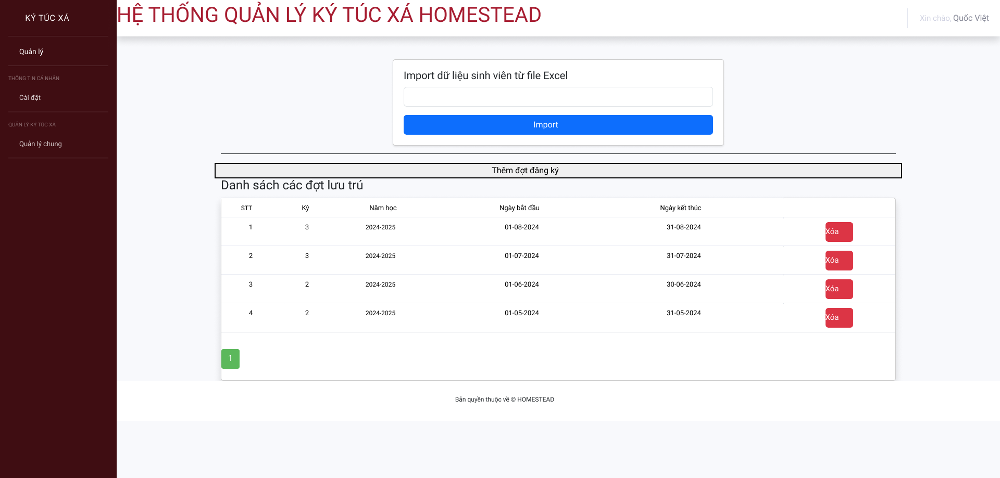 KÝ TÚC XÁ
Quản lý
THÔNG TIN CÁ NHÂN
Cài đặt
QUẢN LÝ KÝ TÚC XÁ
Quản lý chung
HỆ THỐNG QUẢN LÝ KÝ TÚC XÁ HOMESTEAD
Xin chào, Quốc Việt
Import dữ liệu sinh viên từ file Excel
Import
Thêm đợt đăng ký
Danh sách các đợt lưu trú
STT Kỳ Năm học Ngày bắt đầu Ngày kết thúc
1 3 2024-2025 01-08-2024 31-08-2024 Xóa
2 3 2024-2025 01-07-2024 31-07-2024 Xóa
3 2 2024-2025 01-06-2024 30-06-2024 Xóa
4 2 2024-2025 01-05-2024 31-05-2024 Xóa
1
Bản quyền thuộc về © HOMESTEAD